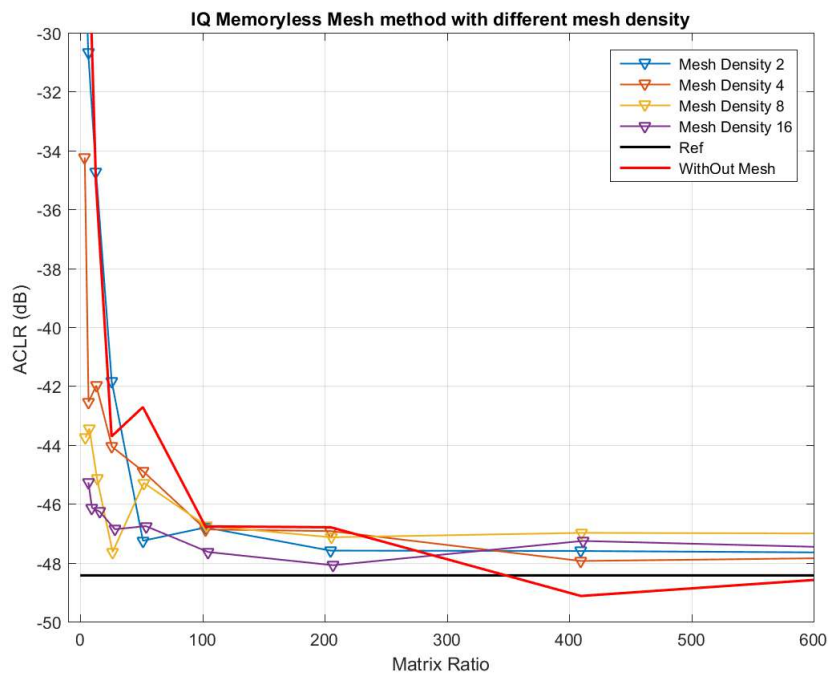 IQ Memoryless Mesh method with different mesh density
-30
-32
-34
-36
-38
-40
-42
-44
-46
-48
-50
ACLR (dB)
0
100
200
300
400
500
600
Matrix Ratio
Mesh Density 2
Mesh Density 4
Mesh Density 8
Mesh Density 16
Ref
WithOut Mesh